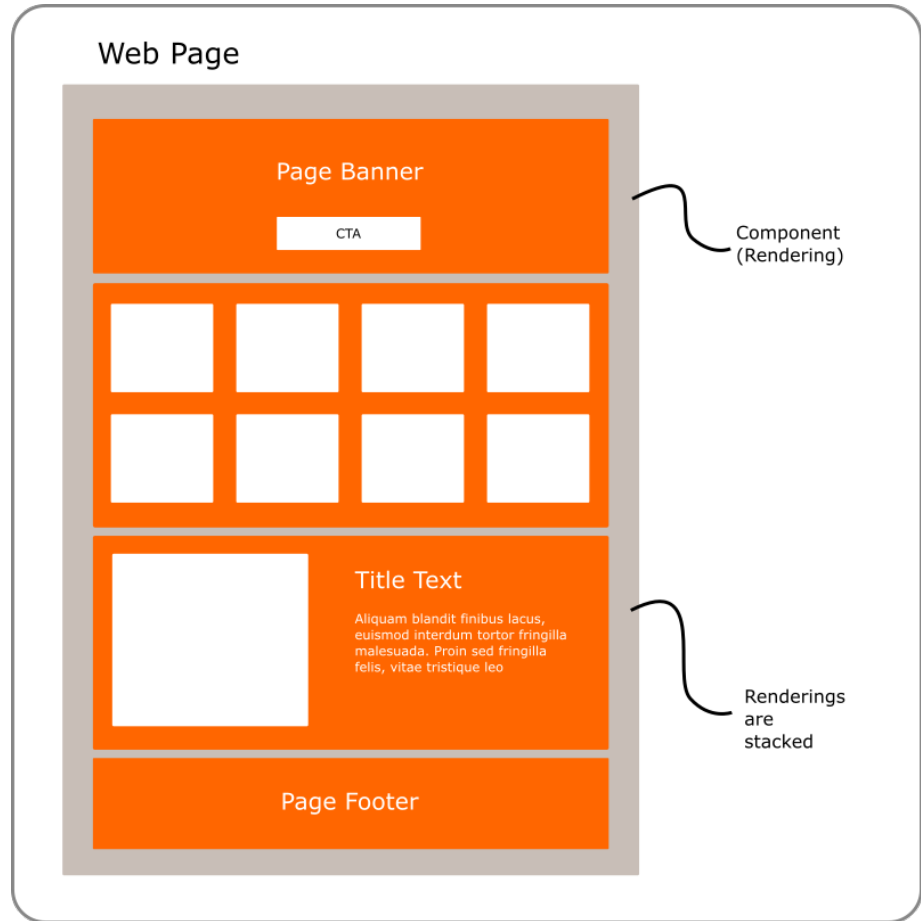 Web Page
Page Banner
CTA
Component
(Rendering)
Title Text
Aliquam blandit finibus lacus,
euismod interdum tortor fringilla
malesuada. Proin sed fringilla
felis, vitae tristique leo
Renderings
are
stacked
Page Footer